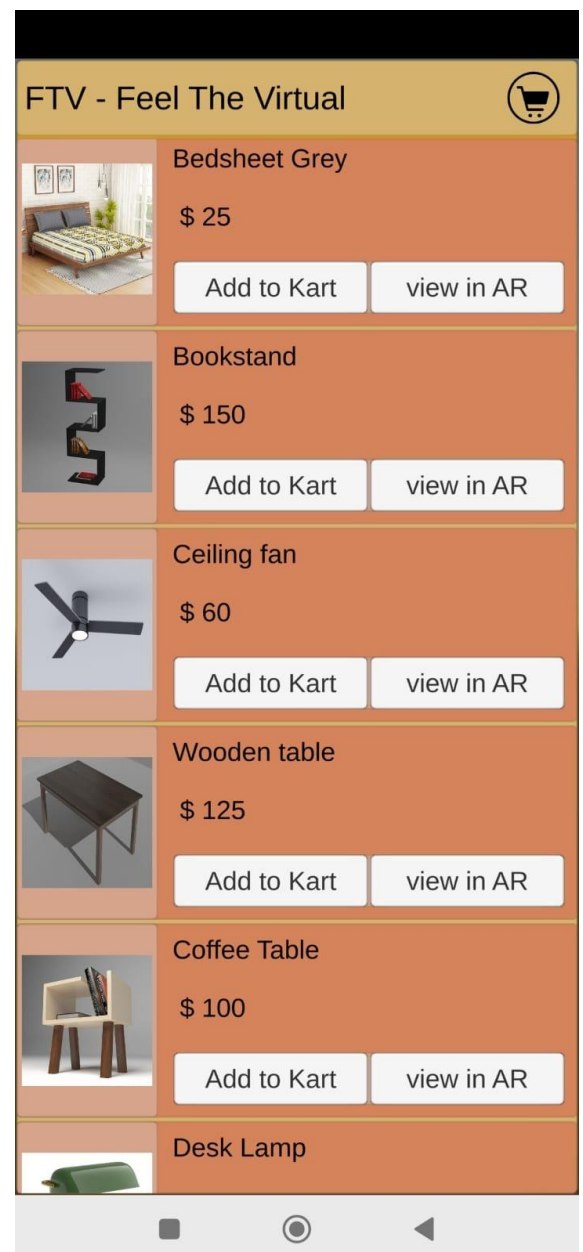 FTV - Feel The Virtual
Bedsheet Grey
$ 25
Add to Kart view in AR
Bookstand
$ 150
Add to Kart view in AR
Ceiling fan
$ 60
Add to Kart view in AR
Wooden table
$ 125
Add to Kart view in AR
Coffee Table
$ 100
Add to Kart view in AR
Desk Lamp